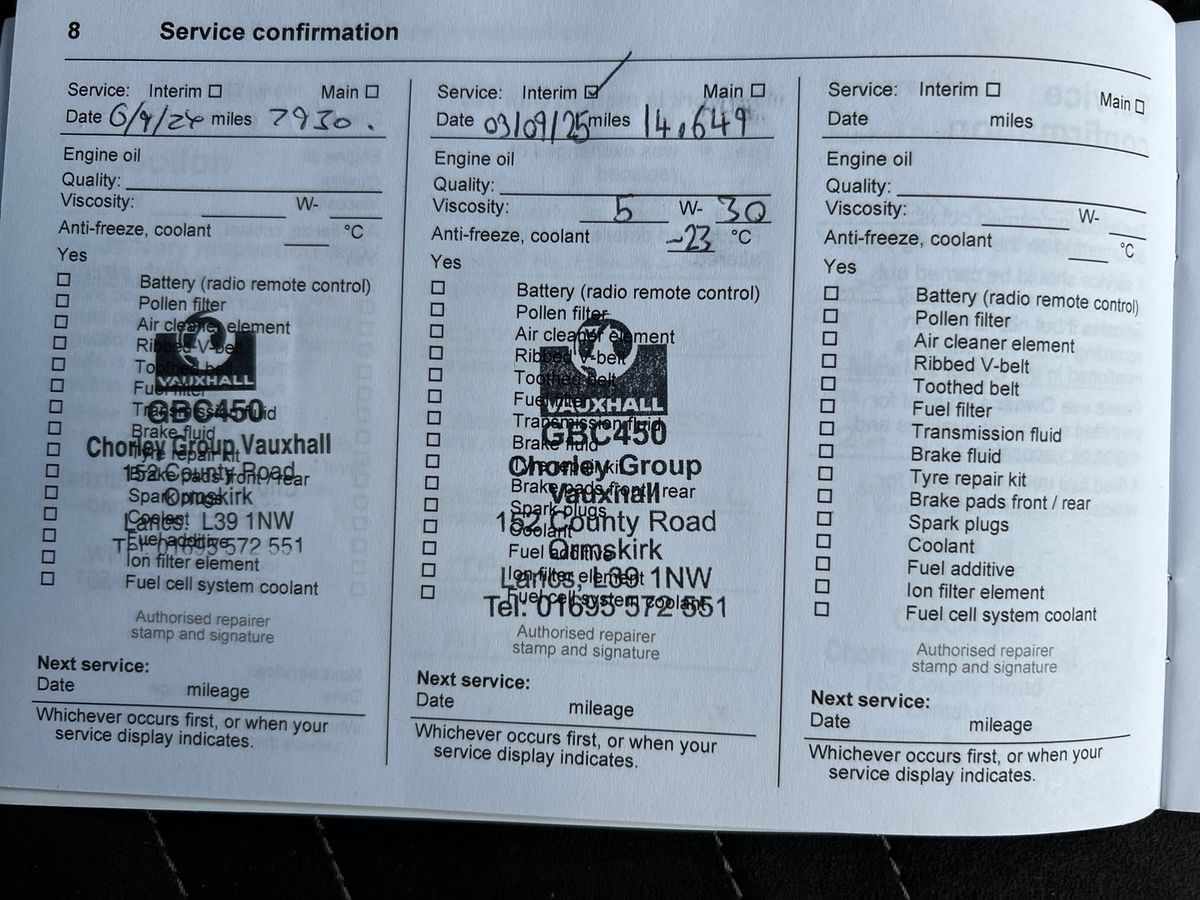 8 Service confirmation
Service: Interim ☐ Main ☐
Date 6/9/24 miles 7930.
Engine oil
Quality:
Viscosity: W-
Anti-freeze, coolant °C
Yes
☐ Battery (radio remote control)
☐ Pollen filter
☐ Air cleaner element
☐ Ribbed V-belt
☐ Toothed belt
☐ Fuel filter
☐ Transmission fluid
☐ Brake fluid
☐ Tyre repair kit
☐ Brake pads front / rear
☐ Spark plugs
☐ Coolant
☐ Fuel additive
☐ Ion filter element
☐ Fuel cell system coolant
VAUXHALL
GBC450
Chorley Group Vauxhall
152 County Road
Ormskirk
Lancs. L39 1NW
Tel: 01695 572 551
Authorised repairer
stamp and signature
Next service:
Date mileage
Whichever occurs first, or when your
service display indicates.
Service: Interim ☑ Main ☐
Date 03/09/25 miles 14,649
Engine oil
Quality:
Viscosity: 5 W- 30
Anti-freeze, coolant -23 °C
Yes
☐ Battery (radio remote control)
☐ Pollen filter
☐ Air cleaner element
☐ Ribbed V-belt
☐ Toothed belt
☐ Fuel filter
☐ Transmission fluid
☐ Brake fluid
☐ Tyre repair kit
☐ Brake pads front / rear
☐ Spark plugs
☐ Coolant
☐ Fuel additive
☐ Ion filter element
☐ Fuel cell system coolant
VAUXHALL
GBC450
Chorley Group
Vauxhall
152 County Road
Ormskirk
Lancs, L39 1NW
Tel: 01695 572 551
Authorised repairer
stamp and signature
Next service:
Date mileage
Whichever occurs first, or when your
service display indicates.
Service: Interim ☐ Main ☐
Date miles
Engine oil
Quality:
Viscosity: W-
Anti-freeze, coolant °C
Yes
☐ Battery (radio remote control)
☐ Pollen filter
☐ Air cleaner element
☐ Ribbed V-belt
☐ Toothed belt
☐ Fuel filter
☐ Transmission fluid
☐ Brake fluid
☐ Tyre repair kit
☐ Brake pads front / rear
☐ Spark plugs
☐ Coolant
☐ Fuel additive
☐ Ion filter element
☐ Fuel cell system coolant
Authorised repairer
stamp and signature
Next service:
Date mileage
Whichever occurs first, or when your
service display indicates.